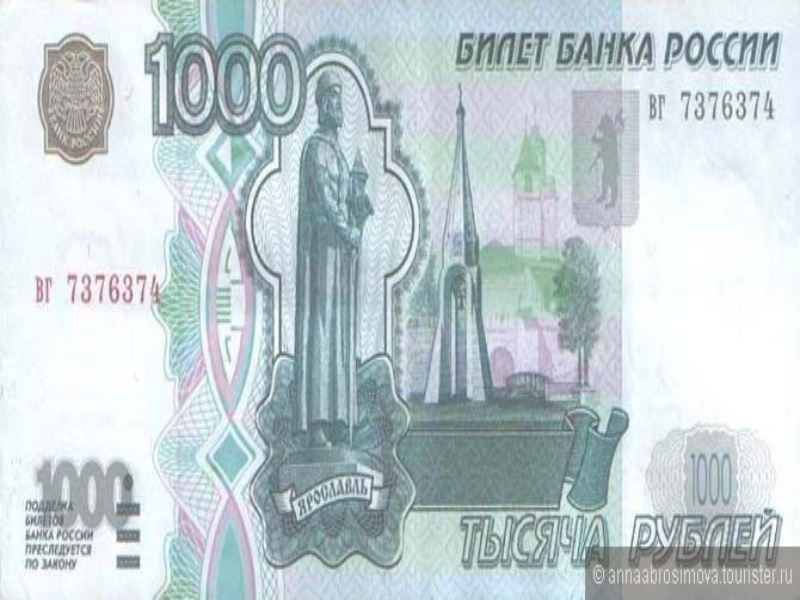 1000
БИЛЕТ БАНКА РОССИИ
вг 7376374
БАНК РОССИИ
вг 7376374
1000
ПОДДЕЛКА
БИЛЕТОВ
БАНКА РОССИИ
ПРЕСЛЕДУЕТСЯ
ПО ЗАКОНУ
ЯРОСЛАВЛЬ
1000
ТЫСЯЧА РУБЛЕЙ
© annaabrosimova.tourister.ru